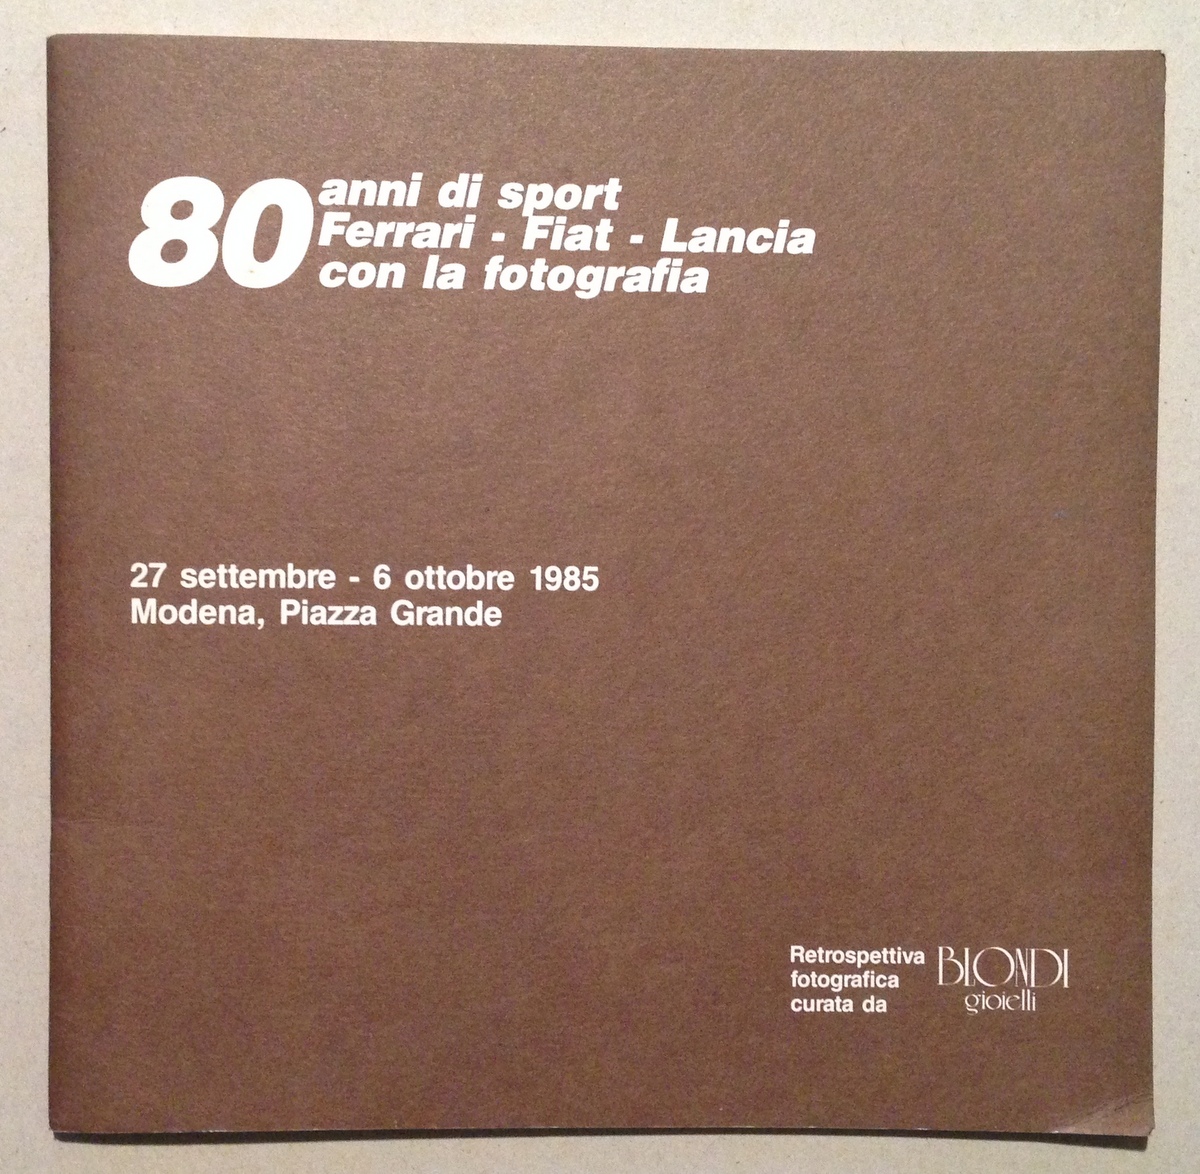 80 anni di sport
Ferrari - Fiat - Lancia
con la fotografia
27 settembre - 6 ottobre 1985
Modena, Piazza Grande
Retrospettiva
fotografica
curata da
BIONDI
gioielli